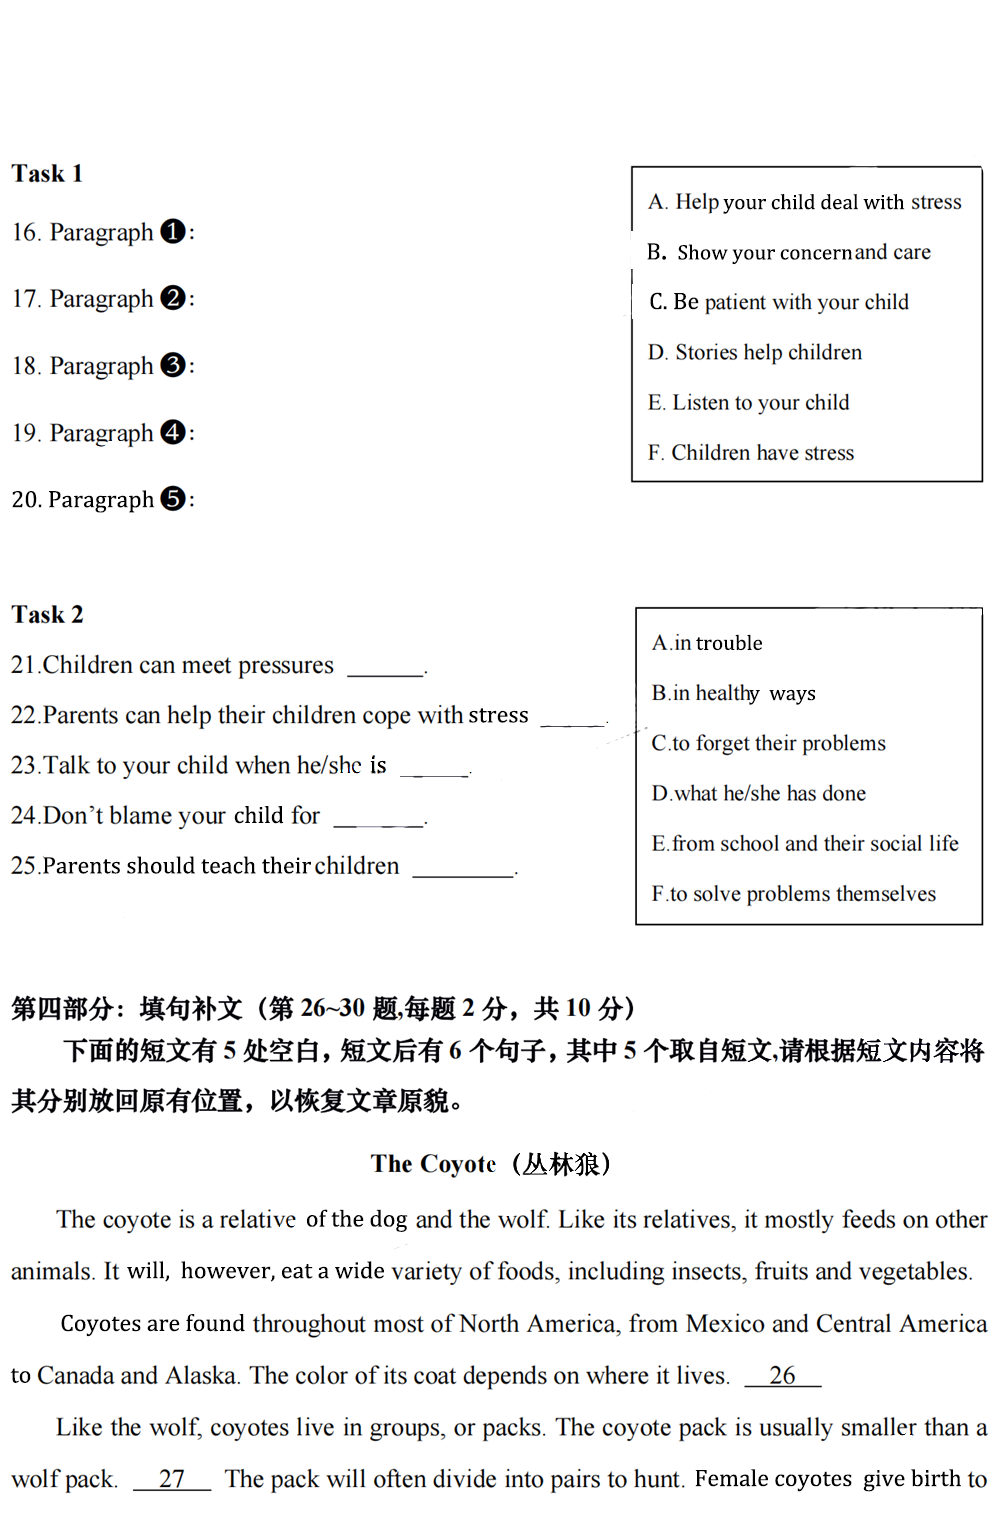 Task 1
16. Paragraph ❶:
17. Paragraph ❷:
18. Paragraph ❸:
19. Paragraph ❹:
20. Paragraph ❺:
A. Help your child deal with stress
B. Show your concern and care
C. Be patient with your child
D. Stories help children
E. Listen to your child
F. Children have stress
Task 2
21.Children can meet pressures ______.
22.Parents can help their children cope with stress _____.
23.Talk to your child when he/she is _____.
24.Don’t blame your child for _______.
25.Parents should teach their children ________.
A.in trouble
B.in healthy ways
C.to forget their problems
D.what he/she has done
E.from school and their social life
F.to solve problems themselves
第四部分：填句补文（第 26~30 题,每题 2 分，共 10 分）
下面的短文有 5 处空白，短文后有 6 个句子，其中 5 个取自短文,请根据短文内容将
其分别放回原有位置，以恢复文章原貌。
The Coyote（丛林狼）
The coyote is a relative of the dog and the wolf. Like its relatives, it mostly feeds on other
animals. It will, however, eat a wide variety of foods, including insects, fruits and vegetables.
Coyotes are found throughout most of North America, from Mexico and Central America
to Canada and Alaska. The color of its coat depends on where it lives. __26__
Like the wolf, coyotes live in groups, or packs. The coyote pack is usually smaller than a
wolf pack. __27__ The pack will often divide into pairs to hunt. Female coyotes give birth to